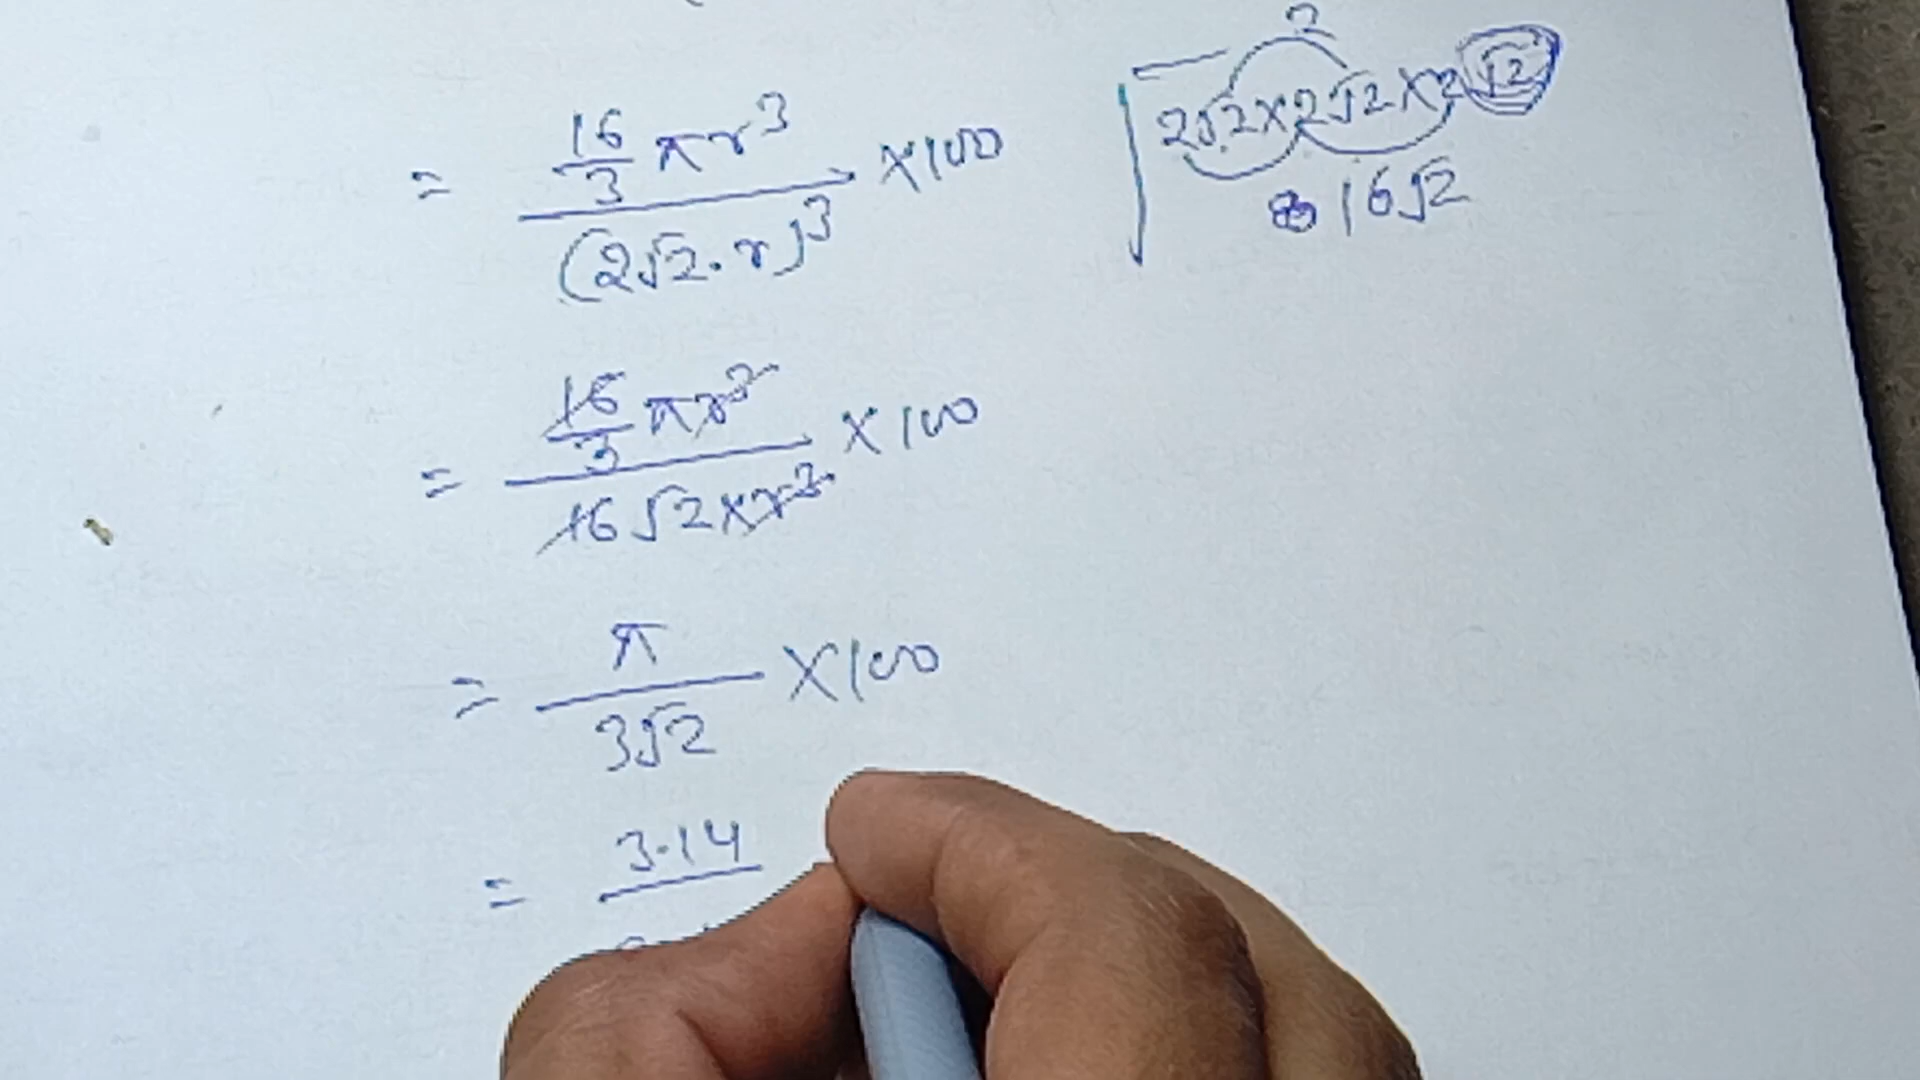 = 16/3 πr³ / (2√2·r)³ ×100
= 16/3 πr³ / 16√2×r³ ×100
= π / 3√2 ×100
= 3.14
2√2×2√2×2√2
16√2